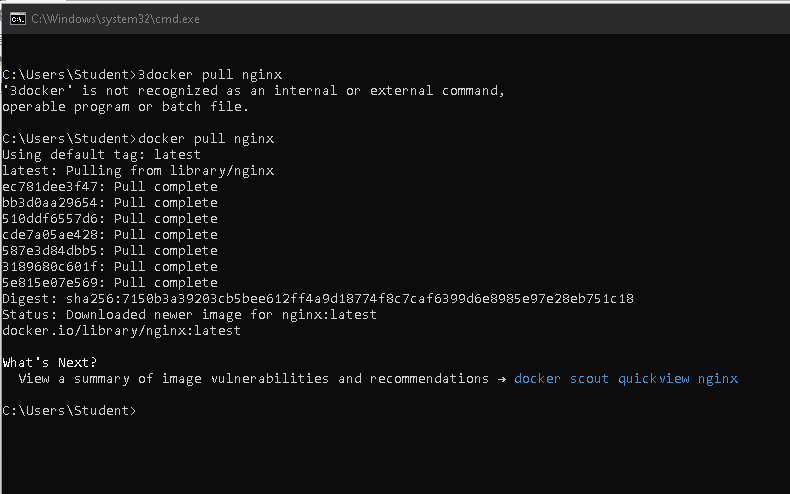 C:\Windows\system32\cmd.exe
C:\Users\Student>3docker pull nginx
'3docker' is not recognized as an internal or external command,
operable program or batch file.
C:\Users\Student>docker pull nginx
Using default tag: latest
latest: Pulling from library/nginx
ec781dee3f47: Pull complete
bb3d0aa29654: Pull complete
510ddf6557d6: Pull complete
cde7a05ae428: Pull complete
587e3d84dbb5: Pull complete
3189680c601f: Pull complete
5e815e07e569: Pull complete
Digest: sha256:7150b3a39203cb5bee612ff4a9d18774f8c7caf6399d6e8985e97e28eb751c18
Status: Downloaded newer image for nginx:latest
docker.io/library/nginx:latest
What's Next?
View a summary of image vulnerabilities and recommendations → docker scout quickview nginx
C:\Users\Student>